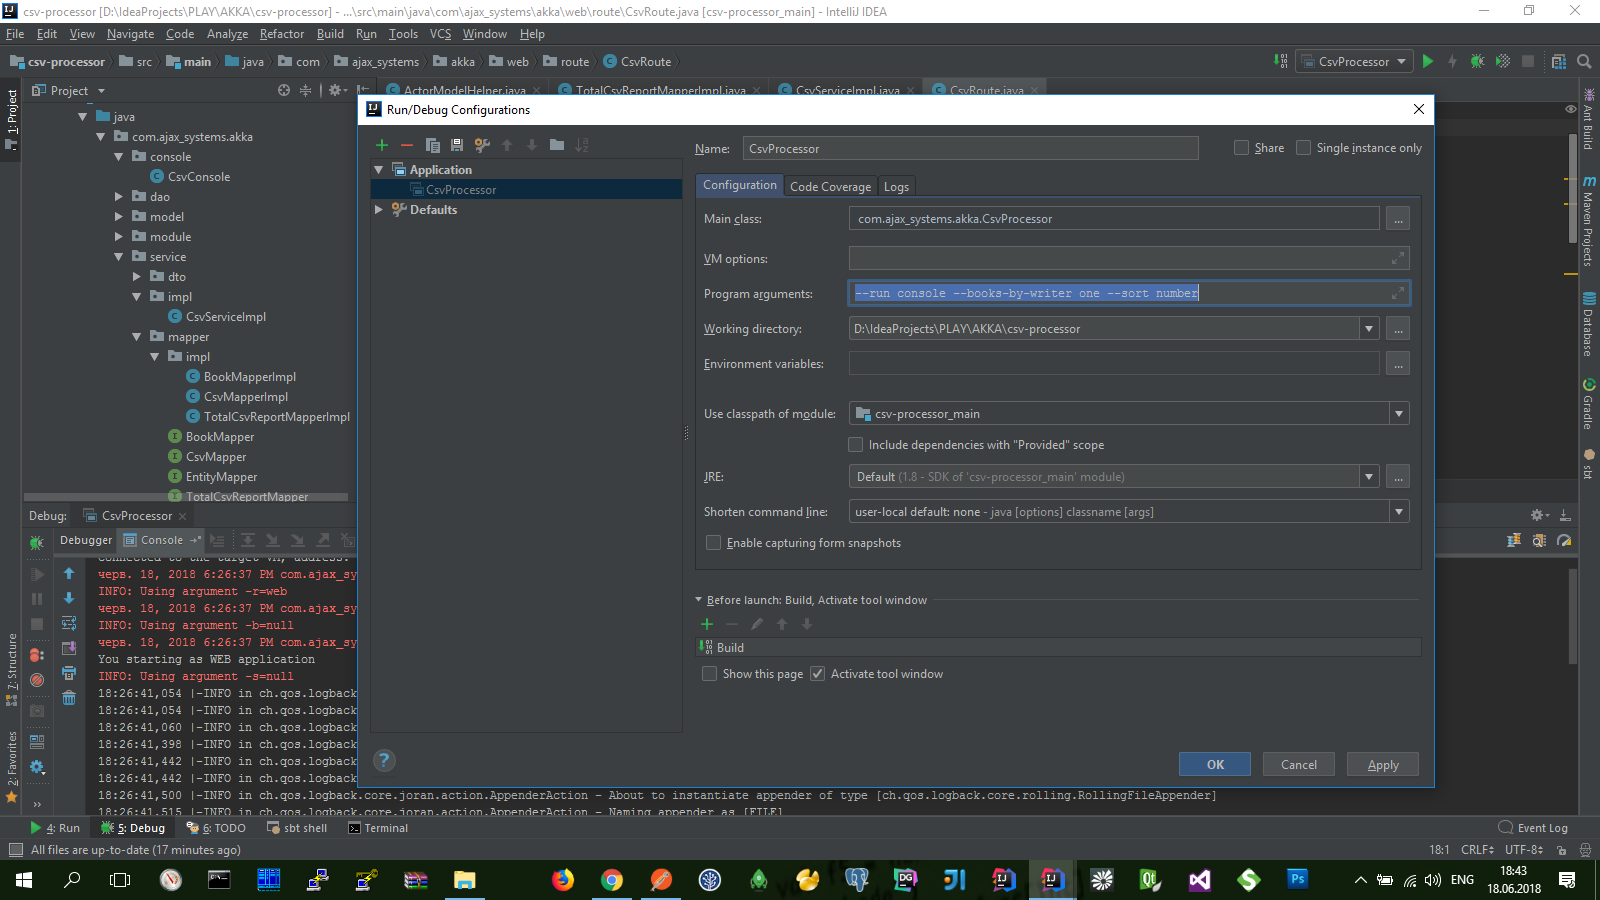 csv-processor [D:\IdeaProjects\PLAY\AKKA\csv-processor] - ...\src\main\java\com\ajax_systems\akka\web\route\CsvRoute.java [csv-processor_main] - IntelliJ IDEA
File Edit View Navigate Code Analyze Refactor Build Run Tools VCS Window Help
csv-processor src main java com ajax_systems akka web route CsvRoute CsvProcessor
1: Project
Project
ActorModelHelper.java TotalCsvReportMapperImpl.java CsvServiceImpl.java CsvRoute.java
java
com.ajax_systems.akka
console
CsvConsole
dao
model
module
service
dto
impl
CsvServiceImpl
mapper
impl
BookMapperImpl
CsvMapperImpl
TotalCsvReportMapperImpl
BookMapper
CsvMapper
EntityMapper
TotalCsvReportMapper
Run/Debug Configurations
Application
CsvProcessor
Defaults
Name: CsvProcessor Share Single instance only
Configuration Code Coverage Logs
Main class: com.ajax_systems.akka.CsvProcessor ...
VM options:
Program arguments: --run console --books-by-writer one --sort number
Working directory: D:\IdeaProjects\PLAY\AKKA\csv-processor ...
Environment variables: ...
Use classpath of module: csv-processor_main
Include dependencies with "Provided" scope
JRE: Default (1.8 - SDK of 'csv-processor_main' module) ...
Shorten command line: user-local default: none - java [options] classname [args]
Enable capturing form snapshots
Before launch: Build, Activate tool window
Build
Show this page Activate tool window
? OK Cancel Apply
Ant Build
Maven Projects
Database
Gradle
sbt
Debug: CsvProcessor
Debugger Console
7: Structure
2: Favorites
Connected to the target VM, address:
черв. 18, 2018 6:26:37 PM com.ajax_sy
INFO: Using argument -r=web
черв. 18, 2018 6:26:37 PM com.ajax_sy
INFO: Using argument -b=null
черв. 18, 2018 6:26:37 PM com.ajax_sy
You starting as WEB application
INFO: Using argument -s=null
18:26:41,054 |-INFO in ch.qos.logback
18:26:41,054 |-INFO in ch.qos.logback
18:26:41,060 |-INFO in ch.qos.logback
18:26:41,398 |-INFO in ch.qos.logback
18:26:41,442 |-INFO in ch.qos.logback
18:26:41,442 |-INFO in ch.qos.logback
18:26:41,500 |-INFO in ch.qos.logback.core.joran.action.AppenderAction - About to instantiate appender of type [ch.qos.logback.core.rolling.RollingFileAppender]
18:26:41,515 |-INFO in ch.qos.logback.core.joran.action.AppenderAction - Naming appender as [FILE]
4: Run 5: Debug 6: TODO sbt shell Terminal Event Log
All files are up-to-date (17 minutes ago) 18:1 CRLF UTF-8
ENG 18:43
18.06.2018